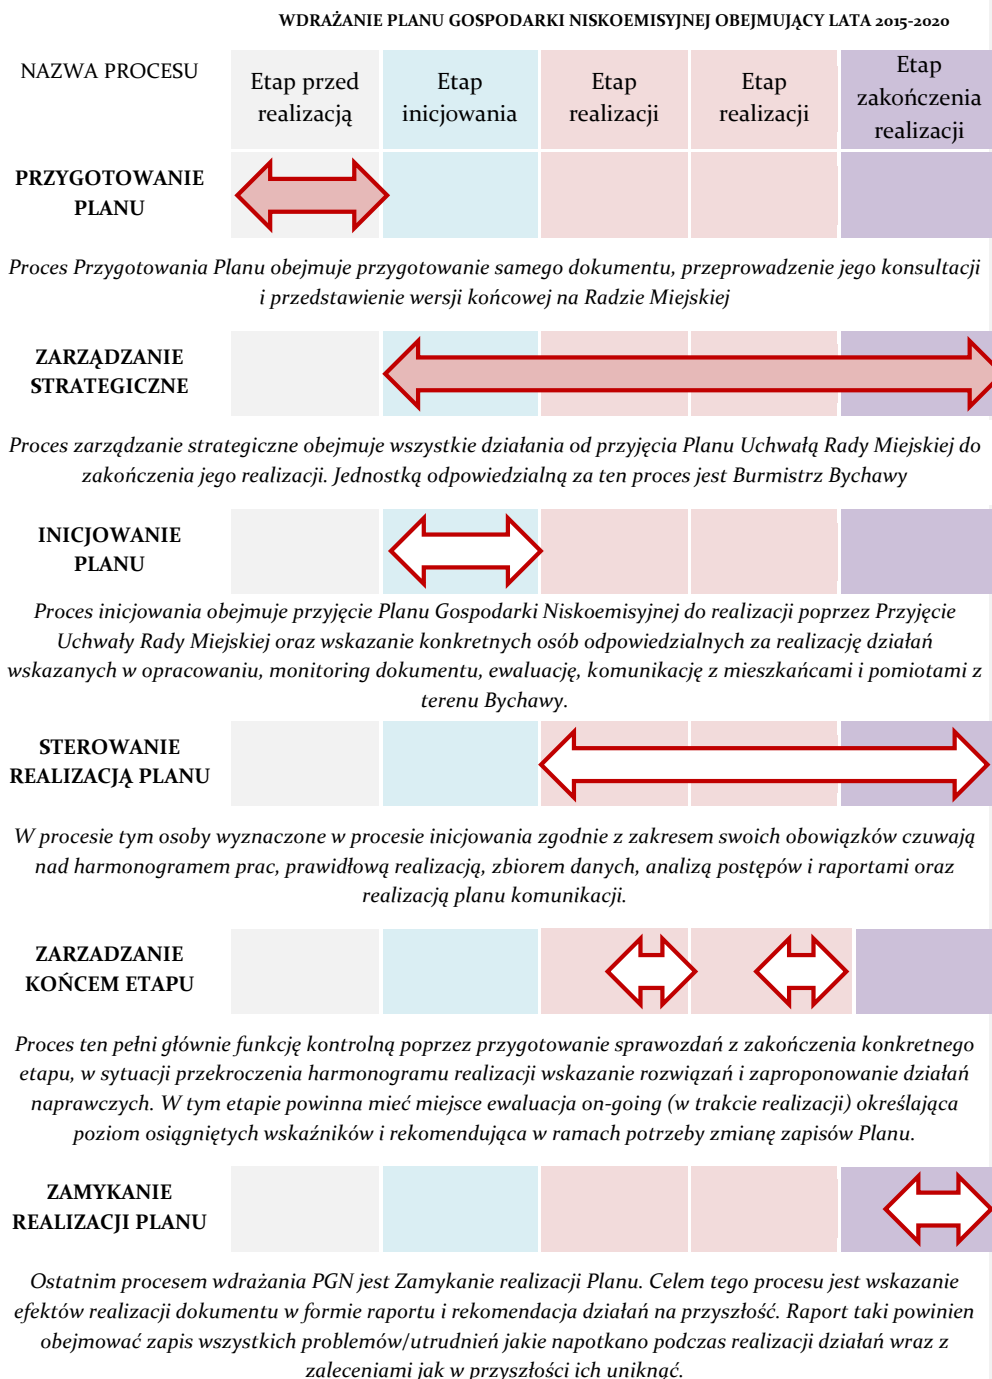 WDRAŻANIE PLANU GOSPODARKI NISKOEMISYJNEJ OBEJMUJĄCY LATA 2015-2020
NAZWA PROCESU
Etap przed
realizacją
Etap
inicjowania
Etap
realizacji
Etap
realizacji
Etap
zakończenia
realizacji
PRZYGOTOWANIE
PLANU
Proces Przygotowania Planu obejmuje przygotowanie samego dokumentu, przeprowadzenie jego konsultacji
i przedstawienie wersji końcowej na Radzie Miejskiej
ZARZĄDZANIE
STRATEGICZNE
Proces zarządzanie strategiczne obejmuje wszystkie działania od przyjęcia Planu Uchwałą Rady Miejskiej do
zakończenia jego realizacji. Jednostką odpowiedzialną za ten proces jest Burmistrz Bychawy
INICJOWANIE
PLANU
Proces inicjowania obejmuje przyjęcie Planu Gospodarki Niskoemisyjnej do realizacji poprzez Przyjęcie
Uchwały Rady Miejskiej oraz wskazanie konkretnych osób odpowiedzialnych za realizację działań
wskazanych w opracowaniu, monitoring dokumentu, ewaluację, komunikację z mieszkańcami i pomiotami z
terenu Bychawy.
STEROWANIE
REALIZACJĄ PLANU
W procesie tym osoby wyznaczone w procesie inicjowania zgodnie z zakresem swoich obowiązków czuwają
nad harmonogramem prac, prawidłową realizacją, zbiorem danych, analizą postępów i raportami oraz
realizacją planu komunikacji.
ZARZADZANIE
KOŃCEM ETAPU
Proces ten pełni głównie funkcję kontrolną poprzez przygotowanie sprawozdań z zakończenia konkretnego
etapu, w sytuacji przekroczenia harmonogramu realizacji wskazanie rozwiązań i zaproponowanie działań
naprawczych. W tym etapie powinna mieć miejsce ewaluacja on-going (w trakcie realizacji) określająca
poziom osiągniętych wskaźników i rekomendująca w ramach potrzeby zmianę zapisów Planu.
ZAMYKANIE
REALIZACJI PLANU
Ostatnim procesem wdrażania PGN jest Zamykanie realizacji Planu. Celem tego procesu jest wskazanie
efektów realizacji dokumentu w formie raportu i rekomendacja działań na przyszłość. Raport taki powinien
obejmować zapis wszystkich problemów/utrudnień jakie napotkano podczas realizacji działań wraz z
zaleceniami jak w przyszłości ich uniknąć.